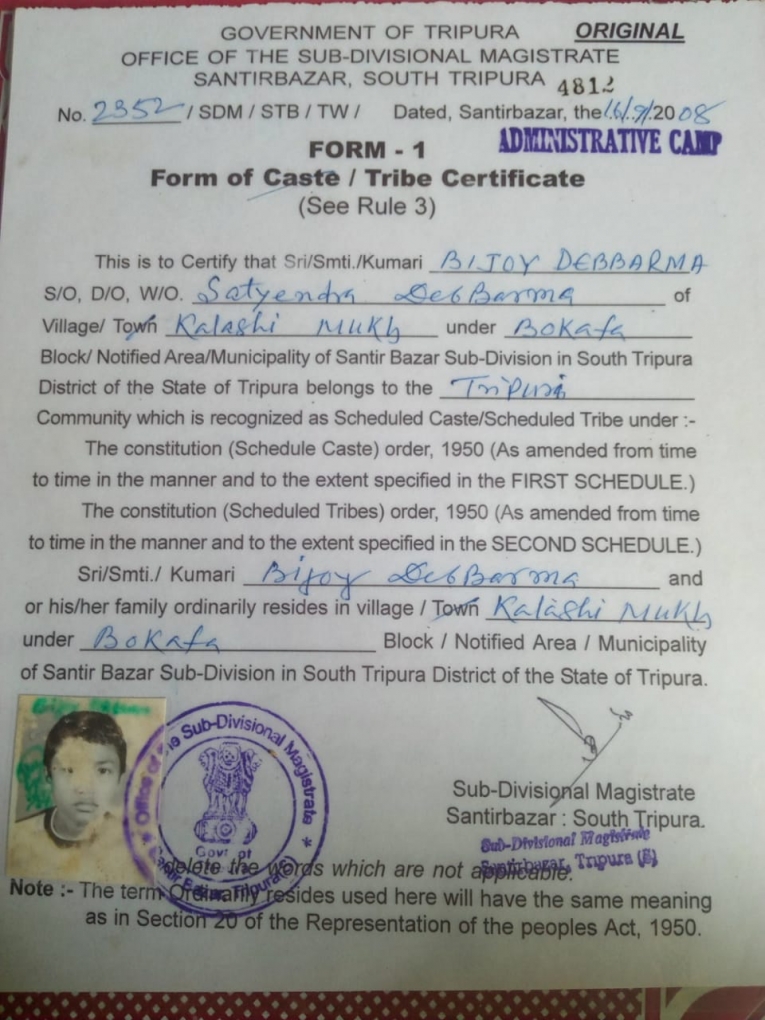 GOVERNMENT OF TRIPURA ORIGINAL
OFFICE OF THE SUB-DIVISIONAL MAGISTRATE
SANTIRBAZAR, SOUTH TRIPURA 4812
No. 2352 / SDM / STB / TW / Dated, Santirbazar, the 16/9/2008
ADMINISTRATIVE CAMP
FORM - 1
Form of Caste / Tribe Certificate
(See Rule 3)
This is to Certify that Sri/Smti./Kumari BIJOY DEBBARMA
S/O, D/O, W/O. Satyendra DebBarma of
Village/ Town Kalashi Mukh under Bokafa
Block/ Notified Area/Municipality of Santir Bazar Sub-Division in South Tripura
District of the State of Tripura belongs to the Tripuri
Community which is recognized as Scheduled Caste/Scheduled Tribe under :-
The constitution (Schedule Caste) order, 1950 (As amended from time
to time in the manner and to the extent specified in the FIRST SCHEDULE.)
The constitution (Scheduled Tribes) order, 1950 (As amended from time
to time in the manner and to the extent specified in the SECOND SCHEDULE.)
Sri/Smti./ Kumari Bijoy DebBarma and
or his/her family ordinarily resides in village / Town Kalashi Mukh
under Bokafa Block / Notified Area / Municipality
of Santir Bazar Sub-Division in South Tripura District of the State of Tripura.
Office of the Sub-Divisional Magistrate
Govt of
Santir Bazar, Tripura(S)
Sub-Divisional Magistrate
Santirbazar : South Tripura.
Sub-Divisional Magistrate
Santirbazar, Tripura (S)
delete the words which are not applicable.
Note :- The term Ordinarily resides used here will have the same meaning
as in Section 20 of the Representation of the peoples Act, 1950.